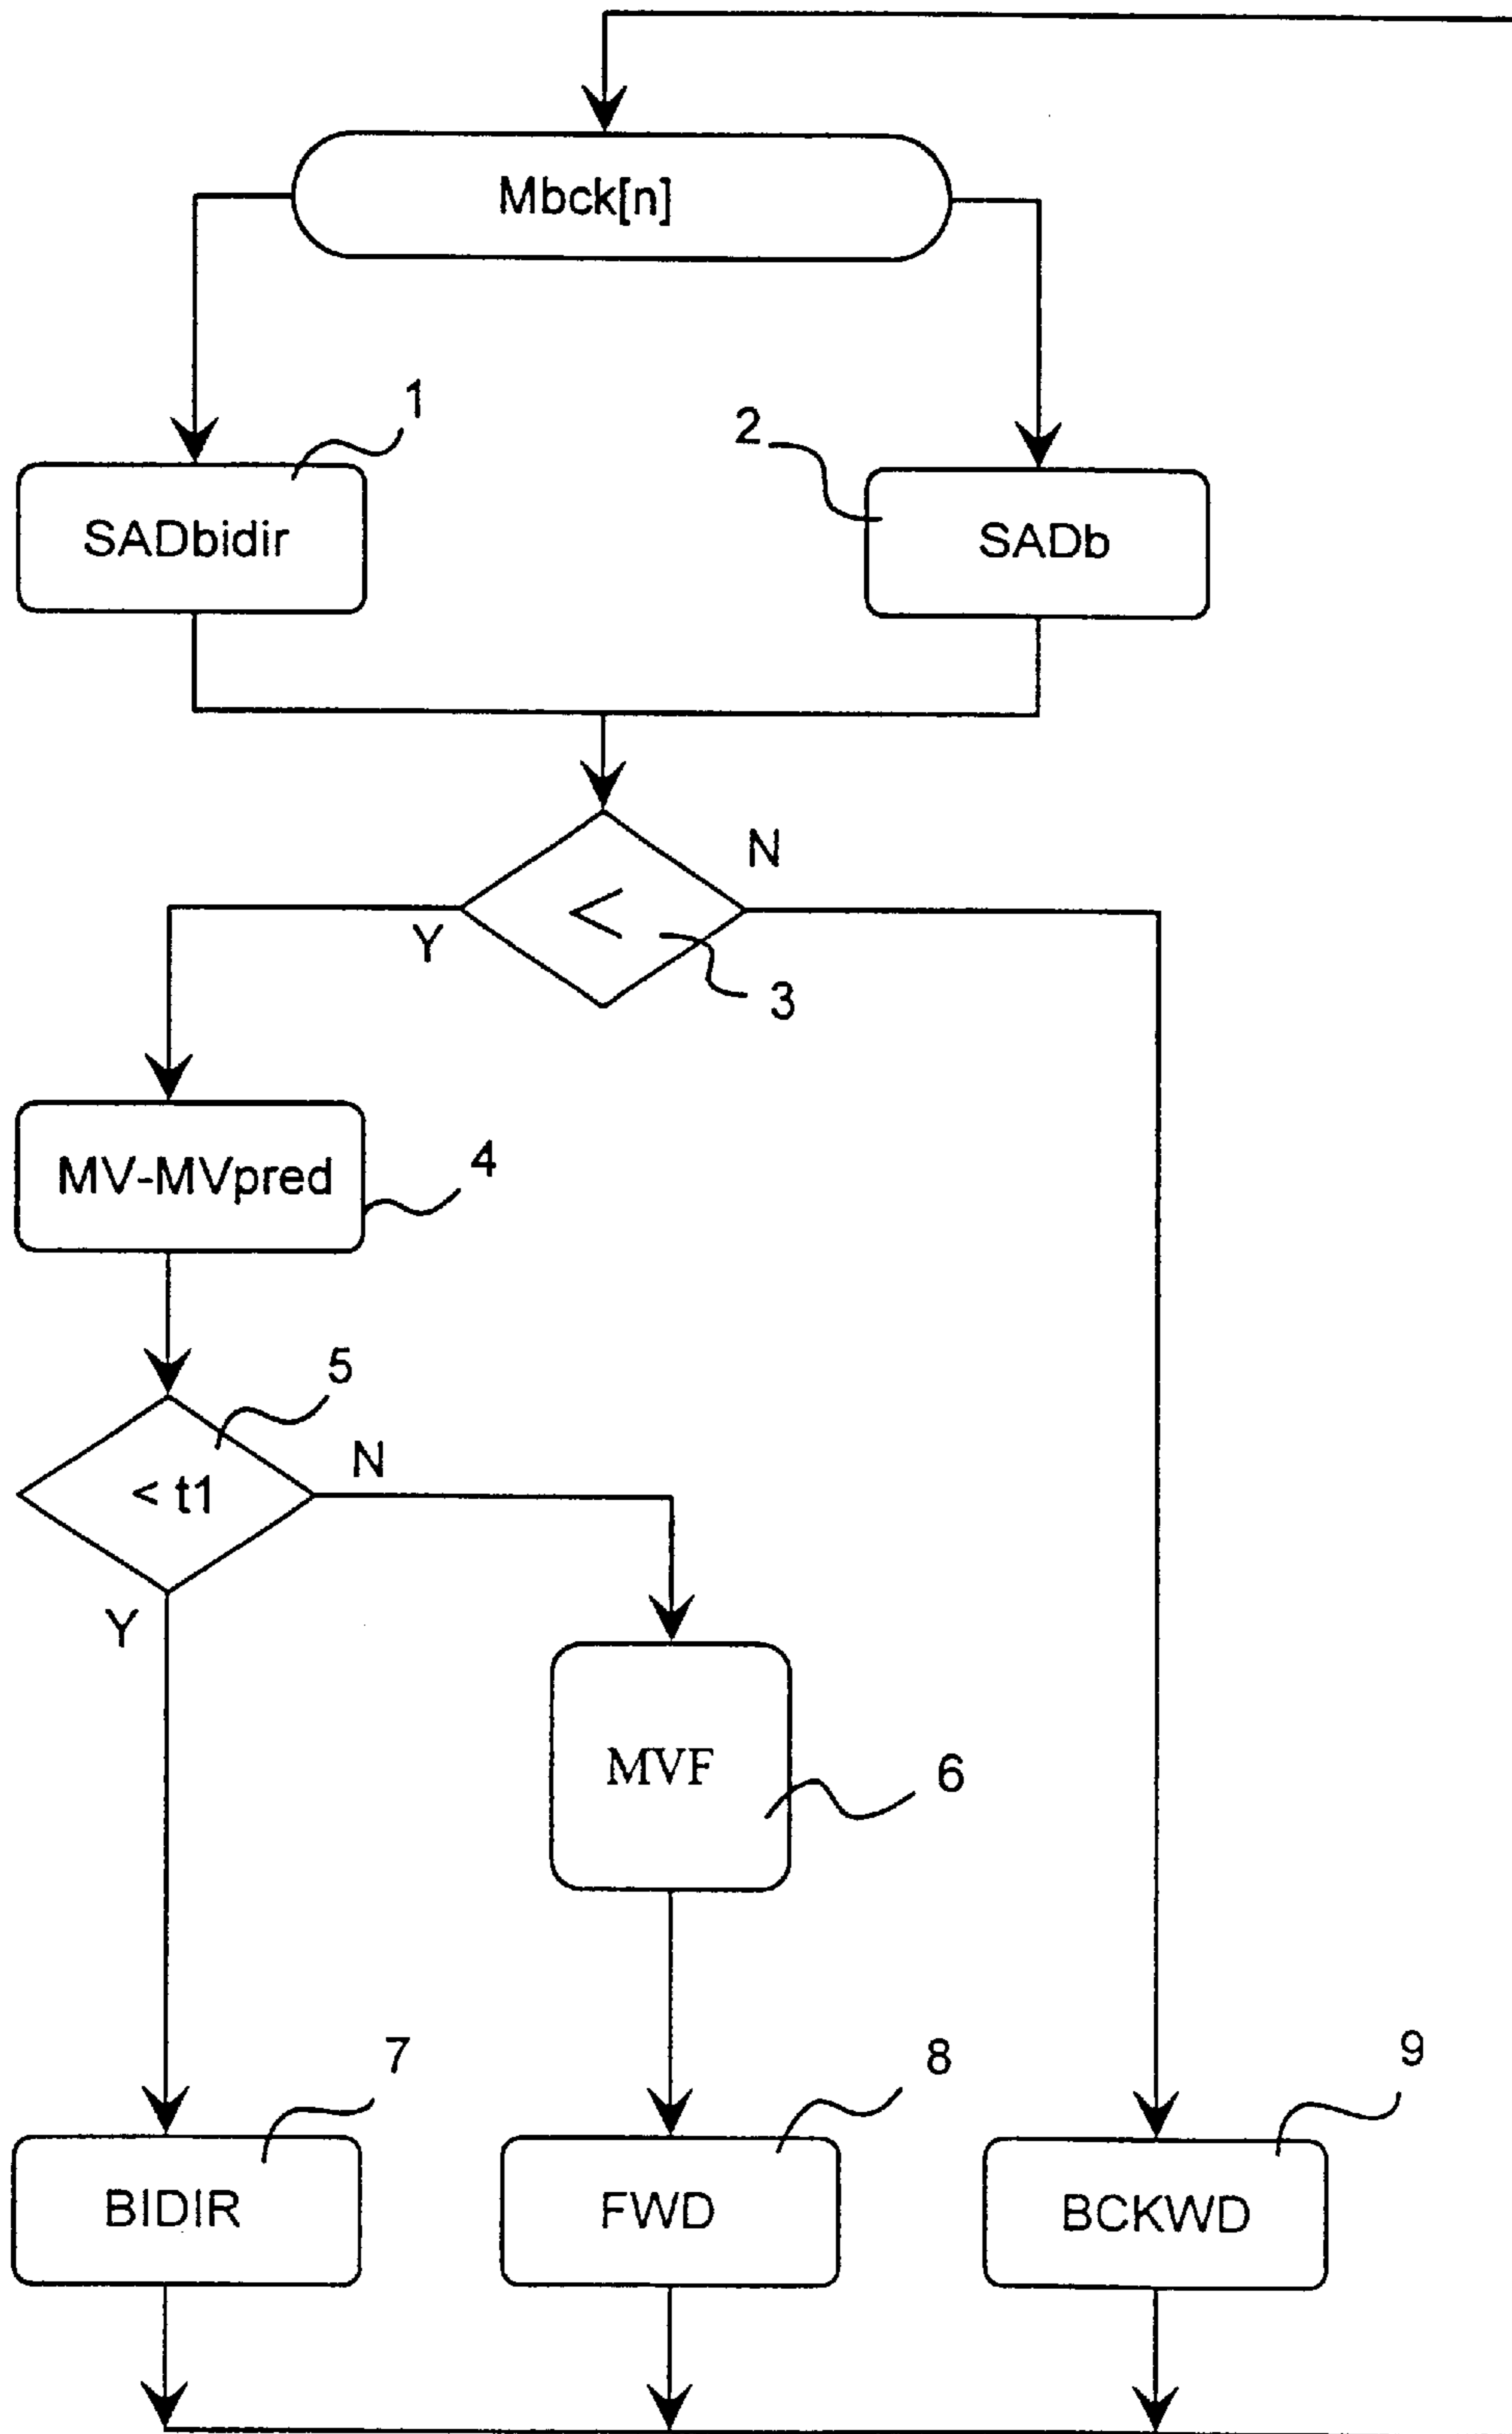 Mbck[n]
1
2
SADbidir
SADb
N
<
Y
3
MV-MVpred
4
5
N
< t1
Y
MVF
6
7
8
9
BIDIR
FWD
BCKWD